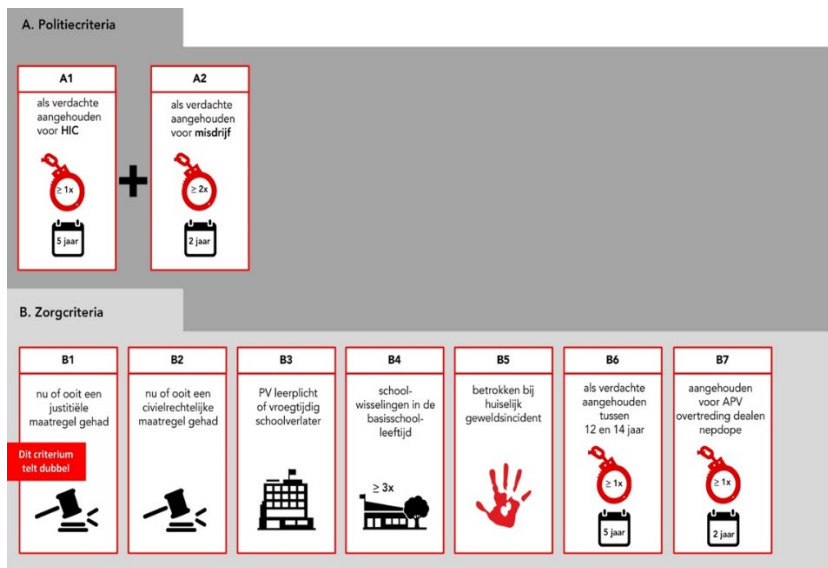 A. Politiecriteria
A1
als verdachte
aangehouden
voor HIC
≥ 1x
5 jaar
+
A2
als verdachte
aangehouden
voor misdrijf
≥ 2x
2 jaar
B. Zorgcriteria
B1
nu of ooit een
justitiële
maatregel gehad
Dit criterium
telt dubbel
B2
nu of ooit een
civielrechtelijke
maatregel gehad
B3
PV leerplicht
of vroegtijdig
schoolverlater
B4
school-
wisselingen in de
basisschool-
leeftijd
≥ 3x
B5
betrokken bij
huiselijk
geweldsincident
B6
als verdachte
aangehouden
tussen
12 en 14 jaar
≥ 1x
5 jaar
B7
aangehouden
voor APV
overtreding dealen
nepdope
≥ 1x
2 jaar